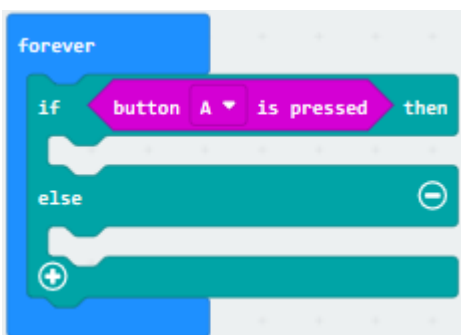 forever
if button A is pressed then
else